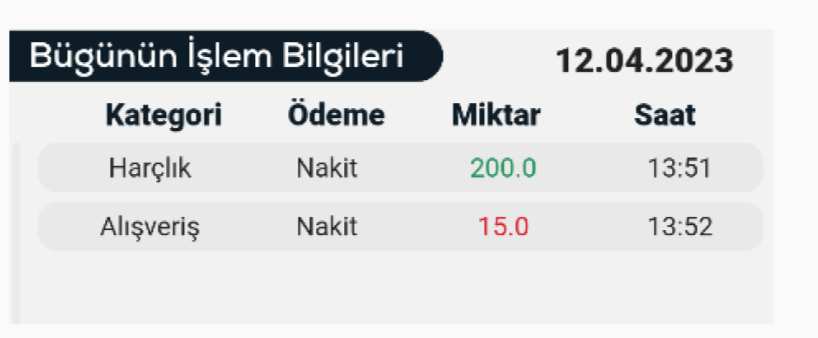 Bügünün İşlem Bilgileri 12.04.2023
Kategori Ödeme Miktar Saat
Harçlık Nakit 200.0 13:51
Alışveriş Nakit 15.0 13:52